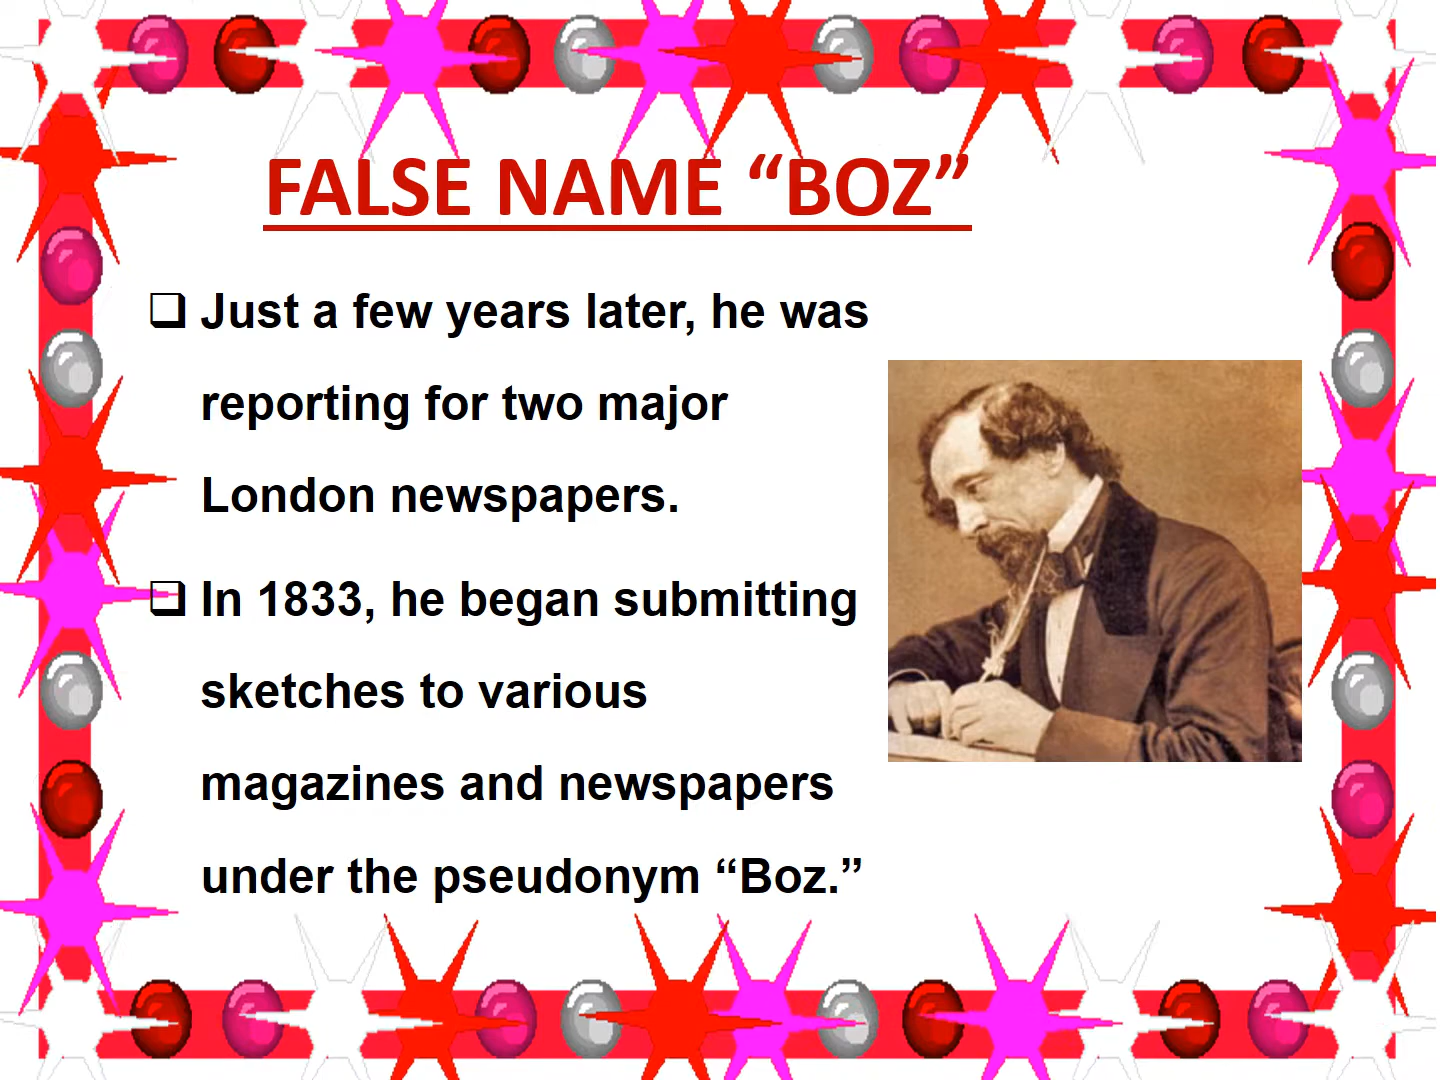 FALSE NAME “BOZ”
❑ Just a few years later, he was
reporting for two major
London newspapers.
❑ In 1833, he began submitting
sketches to various
magazines and newspapers
under the pseudonym “Boz.”